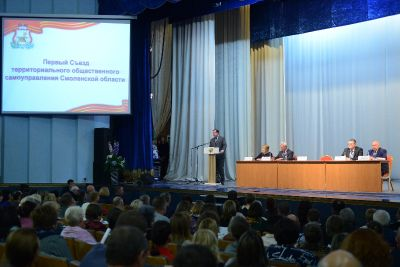 Первый Съезд
территориального общественного
самоуправления Смоленской области